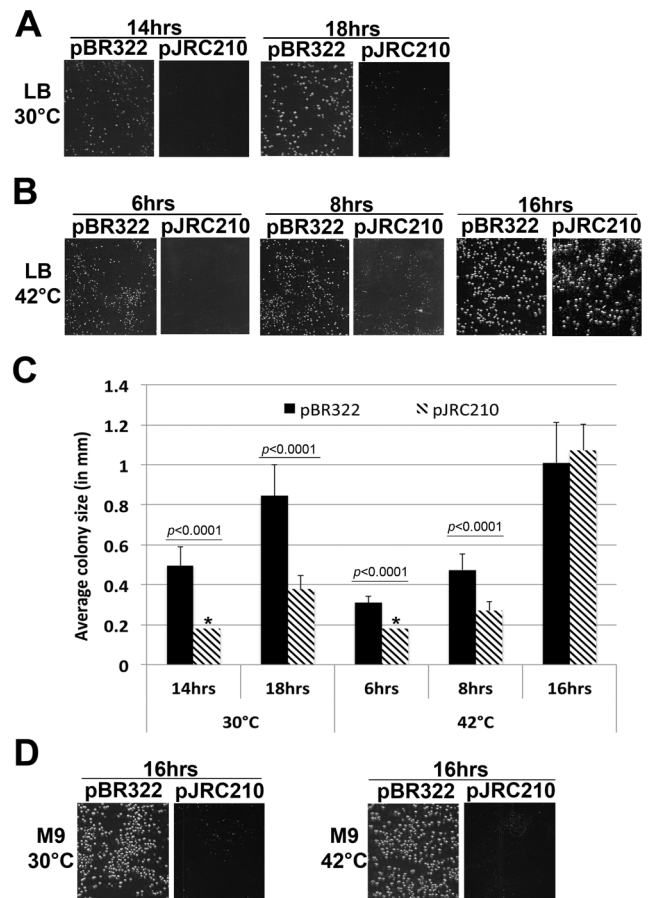 A
14hrs 18hrs
pBR322 pJRC210 pBR322 pJRC210
LB
30°C
B
6hrs 8hrs 16hrs
pBR322 pJRC210 pBR322 pJRC210 pBR322 pJRC210
LB
42°C
C
Average colony size (in mm)
1.4
1.2
1
0.8
0.6
0.4
0.2
0
pBR322 pJRC210
p<0.0001
p<0.0001
p<0.0001
p<0.0001
* *
14hrs 18hrs 6hrs 8hrs 16hrs
30°C 42°C
D
16hrs 16hrs
pBR322 pJRC210 pBR322 pJRC210
M9
30°C
M9
42°C